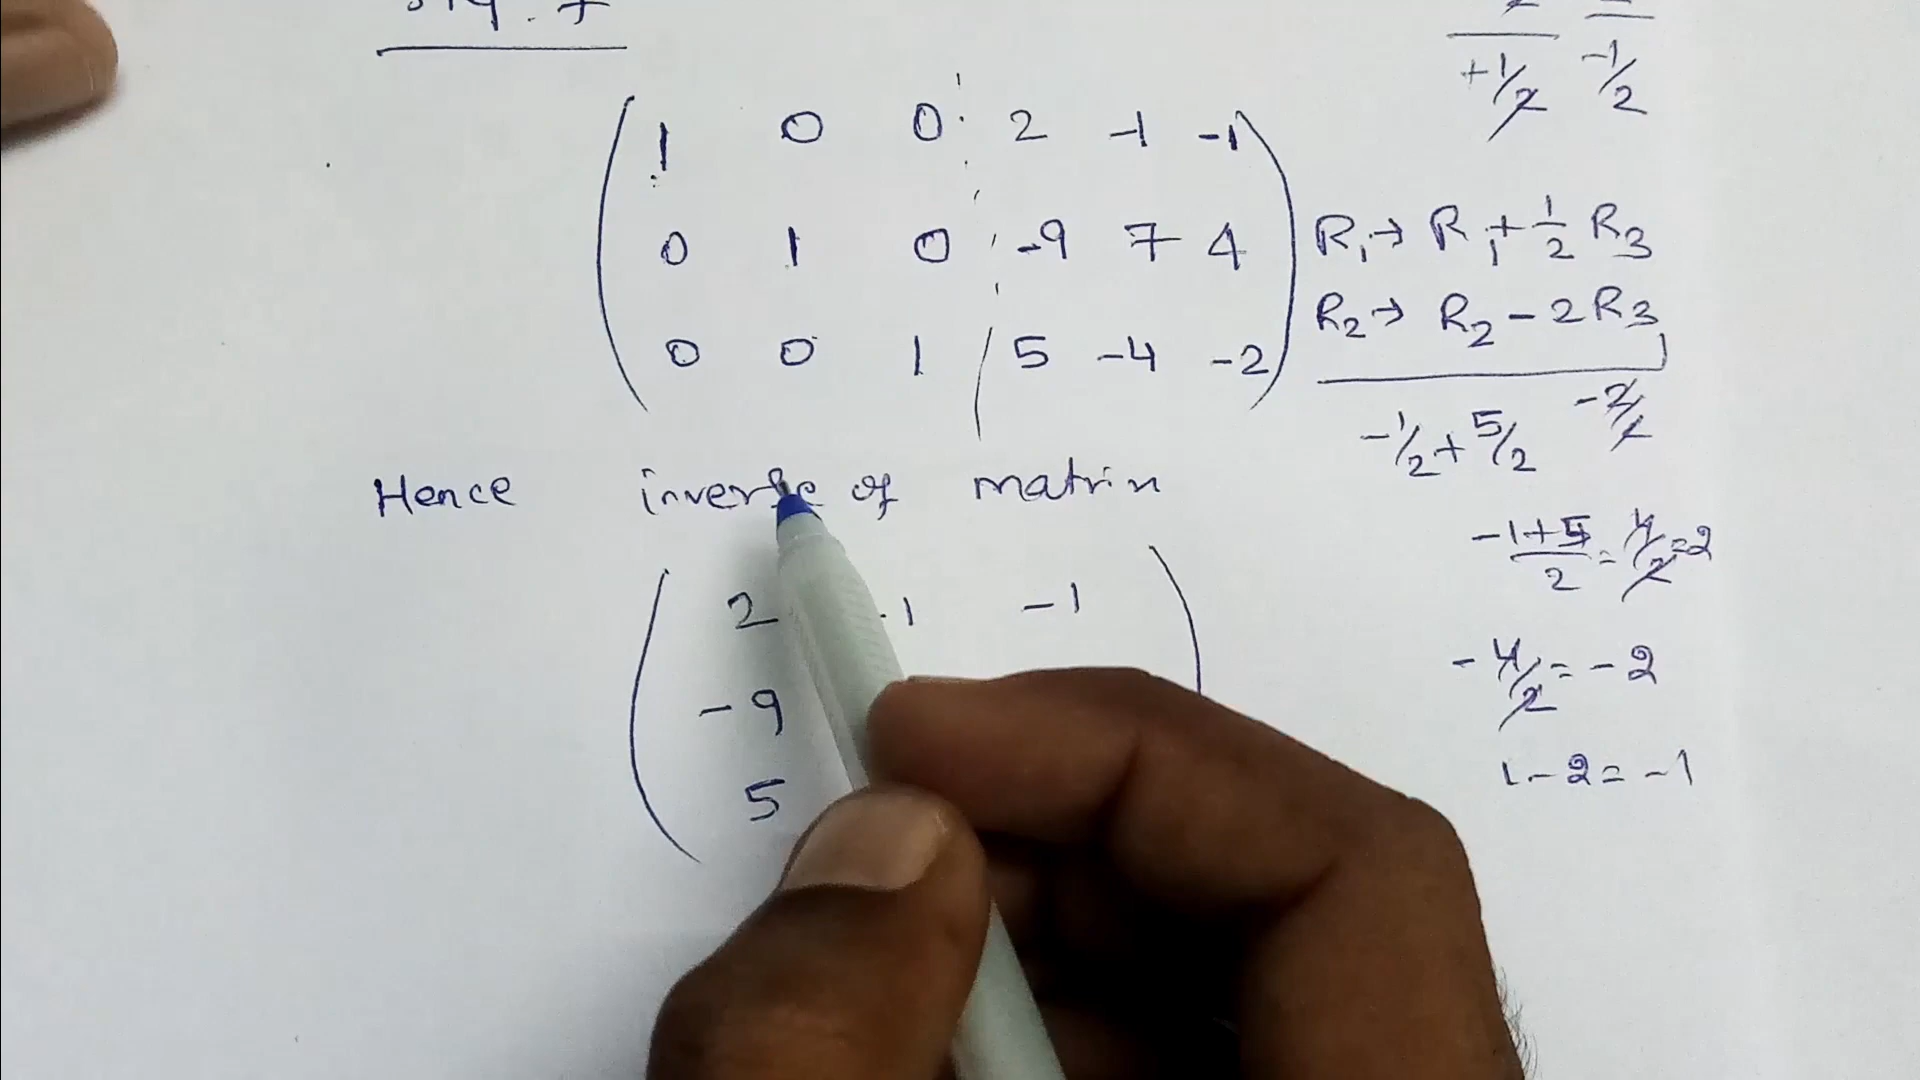 +1/2 -1/2
1 0 0 2 -1 -1
0 1 0 -9 7 4 R₁→ R₁+ 1/2 R₃
R₂→ R₂-2R₃
0 0 1 5 -4 -2
-1/2+5/2 -2/2
Hence inverse of matrix
-1+5/2=4/2=2
2 -1 -1
-4/2=-2
-9
1-2=-1
5